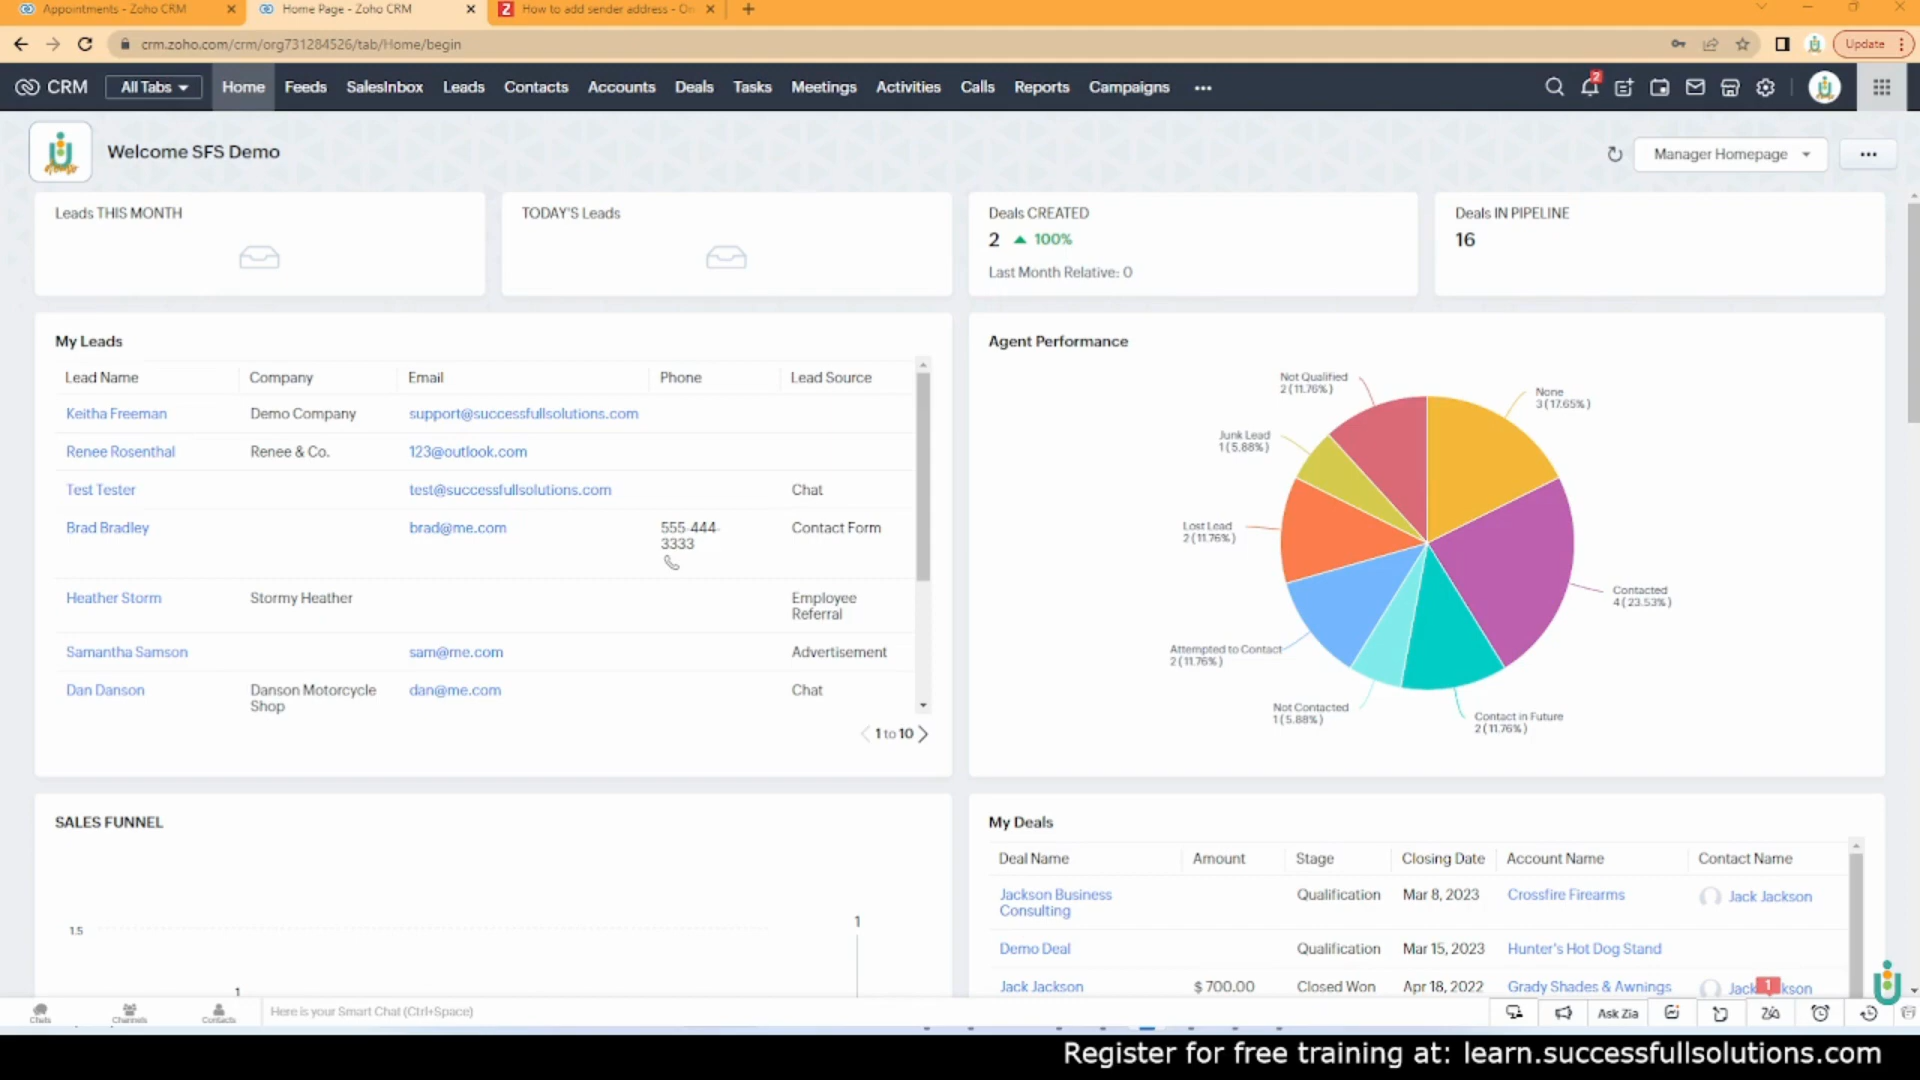 Appointments - Zoho CRM
Home Page - Zoho CRM
How to add sender address - On
crm.zoho.com/crm/org731284526/tab/Home/begin
Update
CRM
All Tabs
Home
Feeds
SalesInbox
Leads
Contacts
Accounts
Deals
Tasks
Meetings
Activities
Calls
Reports
Campaigns
2
Welcome SFS Demo
Manager Homepage
Leads THIS MONTH
TODAY'S Leads
Deals CREATED
2 100%
Last Month Relative: 0
Deals IN PIPELINE
16
My Leads
Lead Name Company Email Phone Lead Source
Keitha Freeman Demo Company support@successfullsolutions.com
Renee Rosenthal Renee & Co. 123@outlook.com
Test Tester test@successfullsolutions.com Chat
Brad Bradley brad@me.com 555-444- Contact Form
3333
Heather Storm Stormy Heather Employee
Referral
Samantha Samson sam@me.com Advertisement
Dan Danson Danson Motorcycle dan@me.com Chat
Shop
1 to 10
Agent Performance
Not Qualified
2 (11.76%)
None
3 (17.65%)
Junk Lead
1 (5.88%)
Lost Lead
2 (11.76%)
Contacted
4 (23.53%)
Attempted to Contact
2 (11.76%)
Not Contacted
1 (5.88%)
Contact in Future
2 (11.76%)
SALES FUNNEL
1.5
1
1
My Deals
Deal Name Amount Stage Closing Date Account Name Contact Name
Jackson Business Qualification Mar 8, 2023 Crossfire Firearms Jack Jackson
Consulting
Demo Deal Qualification Mar 15, 2023 Hunter's Hot Dog Stand
Jack Jackson $ 700.00 Closed Won Apr 18, 2022 Grady Shades & Awnings
1
Chats
Channels
Contacts
Here is your Smart Chat (Ctrl+Space)
Ask Zia
Register for free training at: learn.successfullsolutions.com